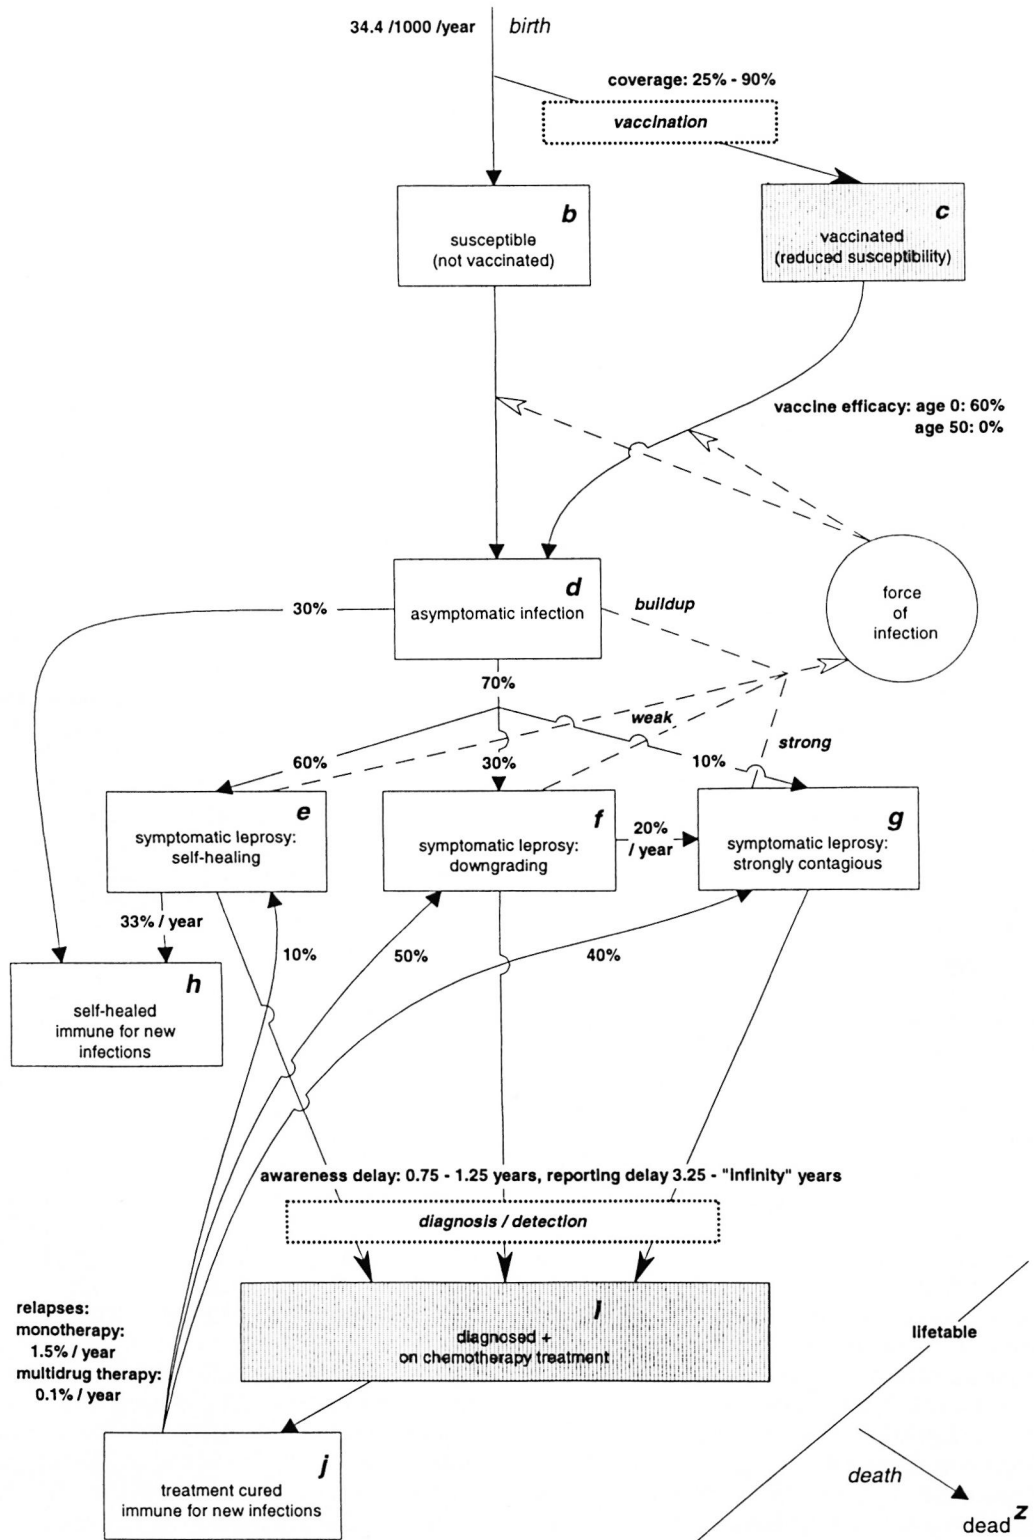 34.4 /1000 /year birth
coverage: 25% - 90%
vaccination
b
susceptible
(not vaccinated)
c
vaccinated
(reduced susceptibility)
vaccine efficacy: age 0: 60%
age 50: 0%
d
asymptomatic infection
30%
buildup
force
of
infection
70%
weak
strong
60%
30%
10%
e
symptomatic leprosy:
self-healing
f
symptomatic leprosy:
downgrading
20%
/ year
g
symptomatic leprosy:
strongly contagious
33% / year
10%
50%
40%
h
self-healed
immune for new
infections
awareness delay: 0.75 - 1.25 years, reporting delay 3.25 - "infinity" years
diagnosis / detection
i
diagnosed +
on chemotherapy treatment
relapses:
monotherapy:
1.5% / year
multidrug therapy:
0.1% / year
lifetable
j
treatment cured
immune for new infections
death
dead z